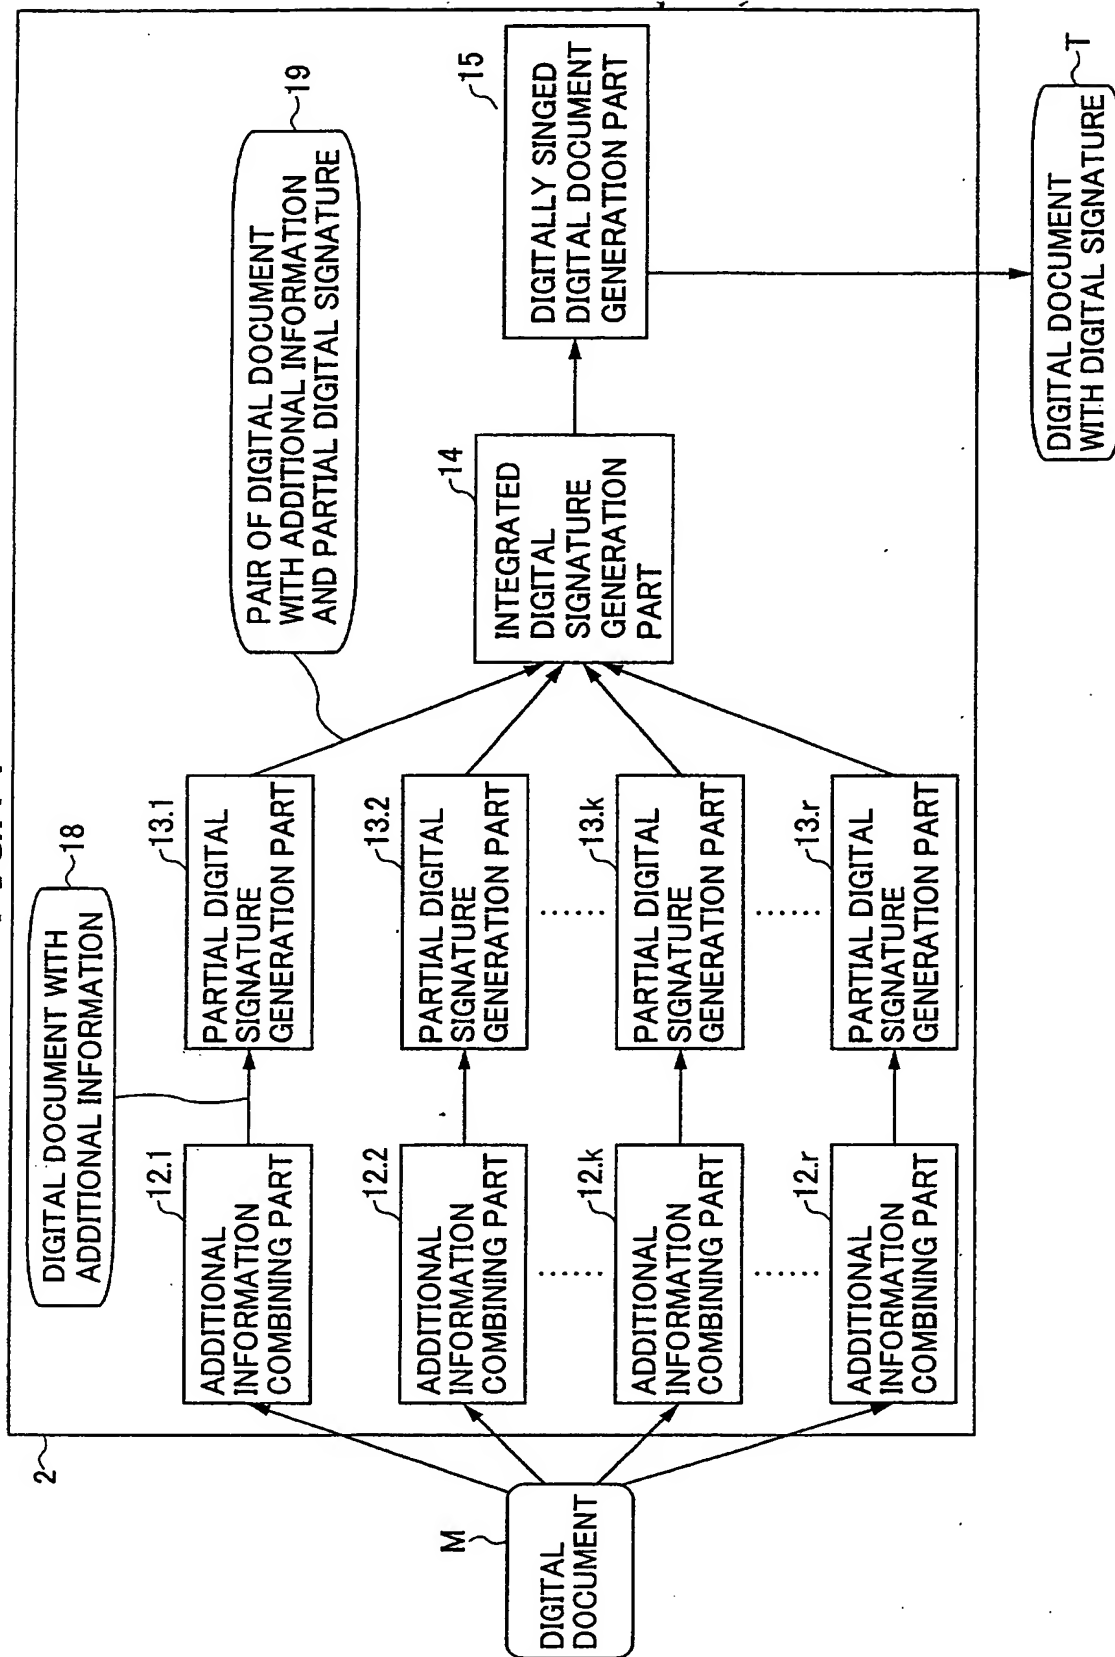 2
M
DIGITAL
DOCUMENT
DIGITAL DOCUMENT WITH
ADDITIONAL INFORMATION
18
12.1
ADDITIONAL
INFORMATION
COMBINING PART
12.2
ADDITIONAL
INFORMATION
COMBINING PART
12.k
ADDITIONAL
INFORMATION
COMBINING PART
12.r
ADDITIONAL
INFORMATION
COMBINING PART
13.1
PARTIAL DIGITAL
SIGNATURE
GENERATION PART
13.2
PARTIAL DIGITAL
SIGNATURE
GENERATION PART
13.k
PARTIAL DIGITAL
SIGNATURE
GENERATION PART
13.r
PARTIAL DIGITAL
SIGNATURE
GENERATION PART
PAIR OF DIGITAL DOCUMENT
WITH ADDITIONAL INFORMATION
AND PARTIAL DIGITAL SIGNATURE
19
14
INTEGRATED
DIGITAL
SIGNATURE
GENERATION
PART
15
DIGITALLY SINGED
DIGITAL DOCUMENT
GENERATION PART
DIGITAL DOCUMENT
WITH DIGITAL SIGNATURE
T